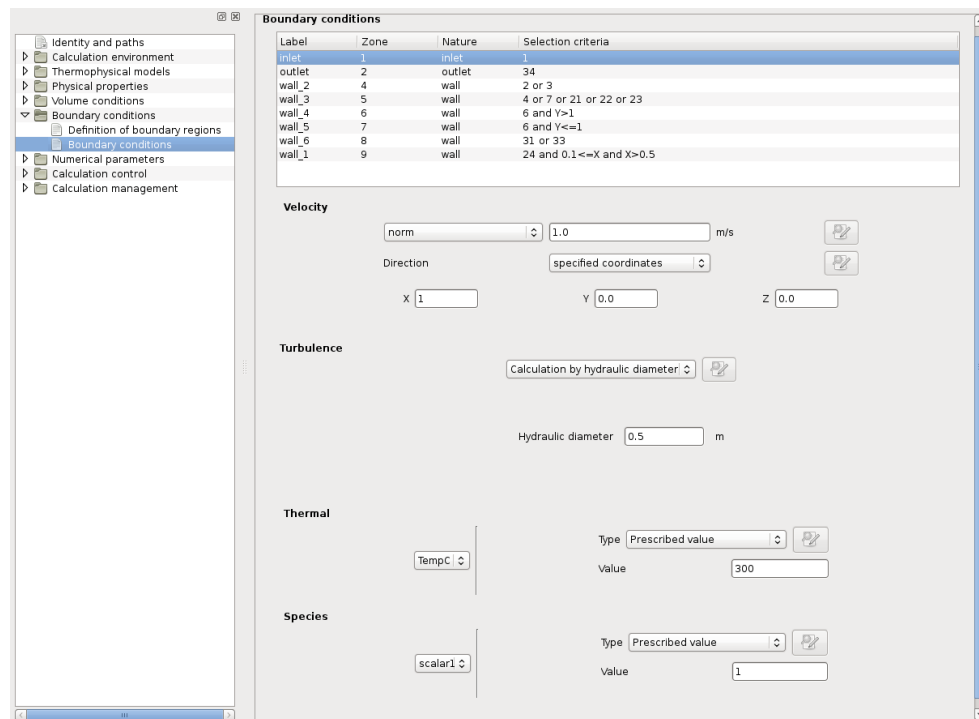 Identity and paths
Calculation environment
Thermophysical models
Physical properties
Volume conditions
Boundary conditions
Definition of boundary regions
Boundary conditions
Numerical parameters
Calculation control
Calculation management
Boundary conditions
Label Zone Nature Selection criteria
inlet 1 inlet 1
outlet 2 outlet 34
wall_2 4 wall 2 or 3
wall_3 5 wall 4 or 7 or 21 or 22 or 23
wall_4 6 wall 6 and Y>1
wall_5 7 wall 6 and Y<=1
wall_6 8 wall 31 or 33
wall_1 9 wall 24 and 0.1<=X and X>0.5
Velocity
norm 1.0 m/s
Direction specified coordinates
X 1 Y 0.0 Z 0.0
Turbulence
Calculation by hydraulic diameter
Hydraulic diameter 0.5 m
Thermal
Type Prescribed value
TempC
Value 300
Species
Type Prescribed value
scalar1
Value 1